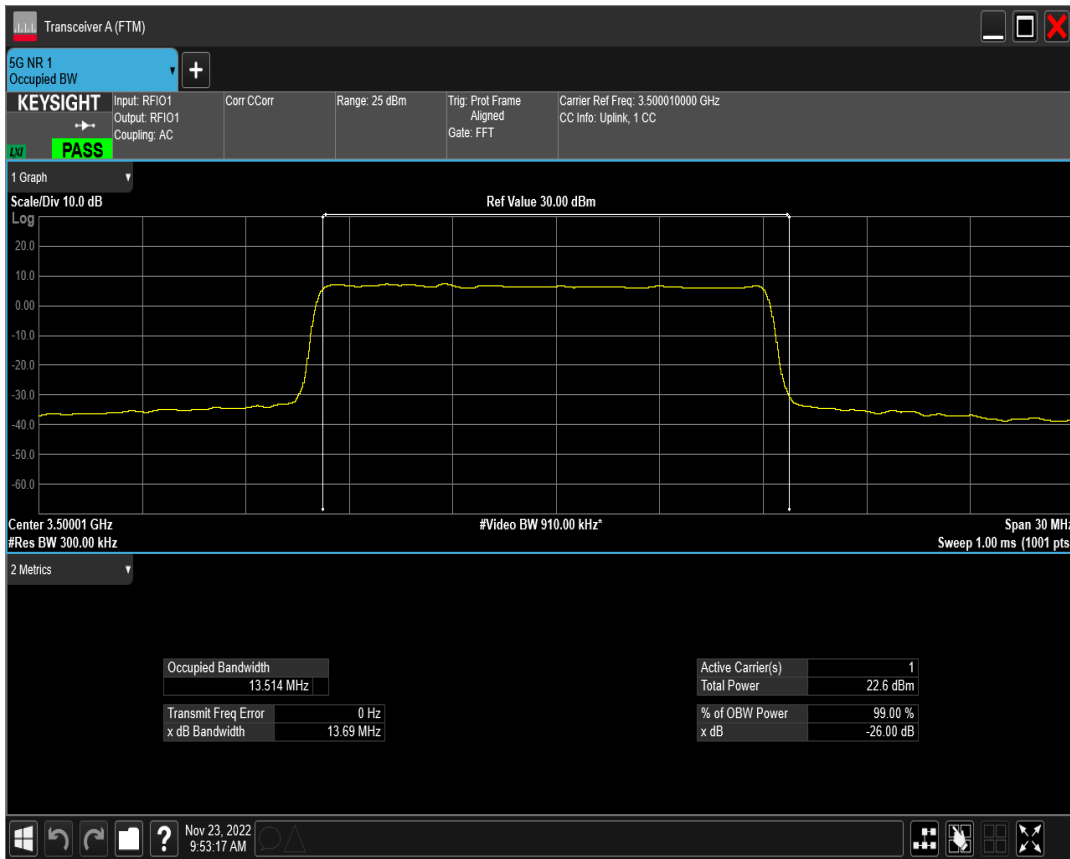 Transceiver A (FTM)
5G NR 1
Occupied BW
+
KEYSIGHT
LXI
PASS
Input: RFIO1
Output: RFIO1
Coupling: AC
Corr CCorr
Range: 25 dBm
Trig: Prot Frame
Aligned
Gate: FFT
Carrier Ref Freq: 3.500010000 GHz
CC Info: Uplink, 1 CC
1 Graph
Scale/Div 10.0 dB
Ref Value 30.00 dBm
Log
20.0
10.0
0.00
-10.0
-20.0
-30.0
-40.0
-50.0
-60.0
Center 3.50001 GHz
#Video BW 910.00 kHz*
Span 30 MHz
#Res BW 300.00 kHz
Sweep 1.00 ms (1001 pts
2 Metrics
Occupied Bandwidth
13.514 MHz
Transmit Freq Error 0 Hz
x dB Bandwidth 13.69 MHz
Active Carrier(s) 1
Total Power 22.6 dBm
% of OBW Power 99.00 %
x dB -26.00 dB
?
Nov 23, 2022
9:53:17 AM